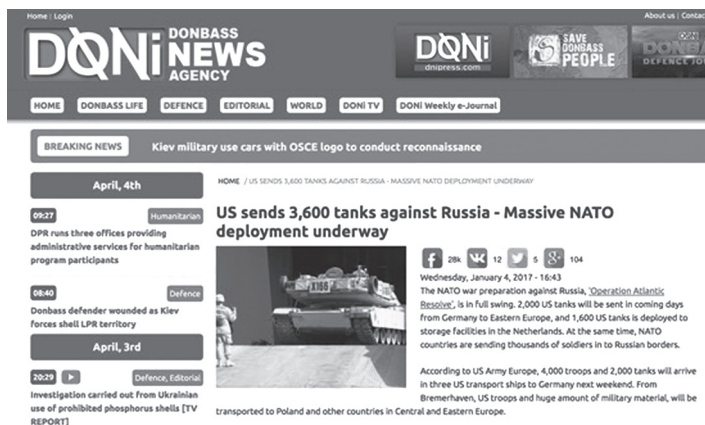 Home | Login
About us | Contac
DONi DONBASS NEWS AGENCY
DONi
dnipress.com
SAVE DONBASS PEOPLE
DONi
DONB
DEFENCE JO
HOME DONBASS LIFE DEFENCE EDITORIAL WORLD DONi TV DONi Weekly e-Journal
BREAKING NEWS Kiev military use cars with OSCE logo to conduct reconnaissance
April, 4th
09:27 Humanitarian
DPR runs three offices providing
administrative services for humanitarian
program participants
08:40 Defence
Donbass defender wounded as Kiev
forces shell LPR territory
April, 3rd
20:29 Defence, Editorial
Investigation carried out from Ukrainian
use of prohibited phosphorus shells [TV
REPORT]
HOME / US SENDS 3,600 TANKS AGAINST RUSSIA - MASSIVE NATO DEPLOYMENT UNDERWAY
US sends 3,600 tanks against Russia - Massive NATO
deployment underway
28k 12 5 104
Wednesday, January 4, 2017 - 16:43
The NATO war preparation against Russia, 'Operation Atlantic
Resolve', is in full swing. 2,000 US tanks will be sent in coming days
from Germany to Eastern Europe, and 1,600 US tanks is deployed to
storage facilities in the Netherlands. At the same time, NATO
countries are sending thousands of soldiers in to Russian borders.
According to US Army Europe, 4,000 troops and 2,000 tanks will arrive
in three US transport ships to Germany next weekend. From
Bremerhaven, US troops and huge amount of military material, will be
transported to Poland and other countries in Central and Eastern Europe.